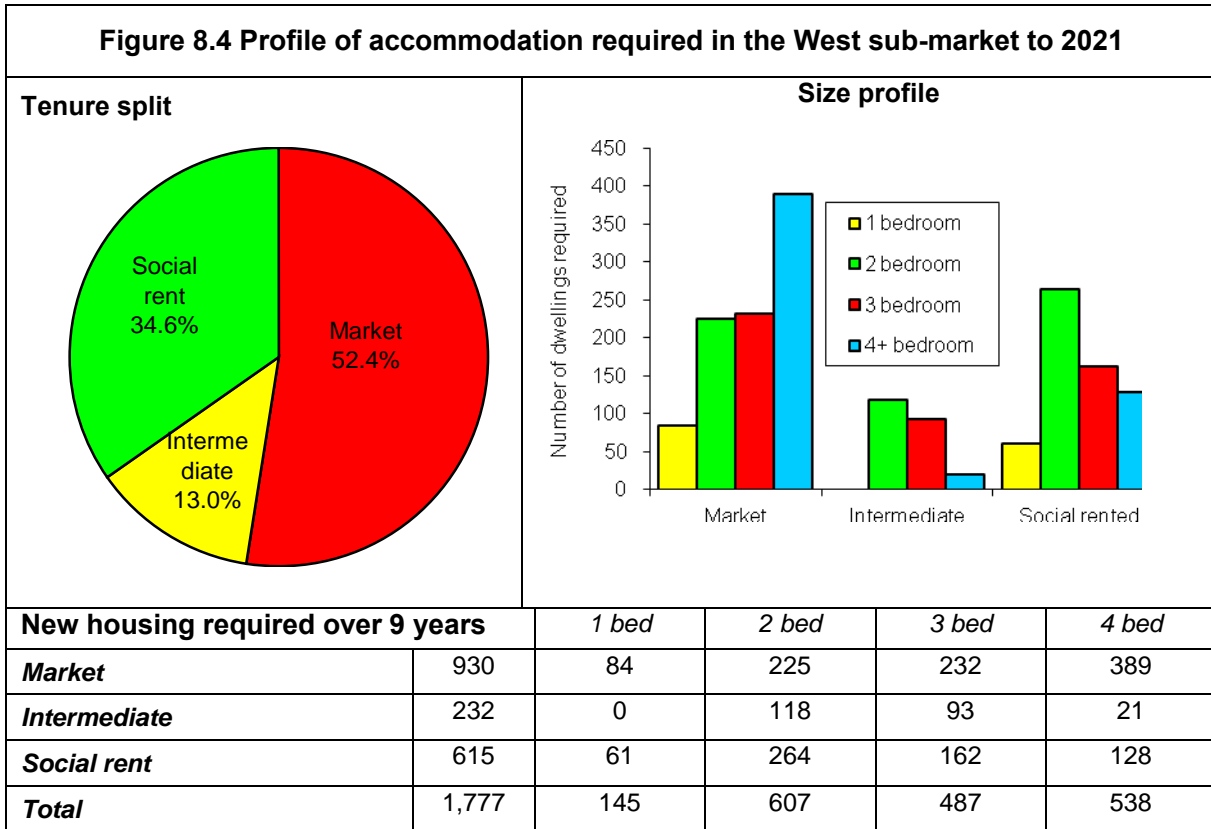 Figure 8.4 Profile of accommodation required in the West sub-market to 2021
Tenure split
Social
rent
34.6%
Market
52.4%
Interme
diate
13.0%
Size profile
Number of dwellings required
450
400
350
300
250
200
150
100
50
0
1 bedroom
2 bedroom
3 bedroom
4+ bedroom
Market Intermediate Social rented
New housing required over 9 years 1 bed 2 bed 3 bed 4 bed
Market 930 84 225 232 389
Intermediate 232 0 118 93 21
Social rent 615 61 264 162 128
Total 1,777 145 607 487 538